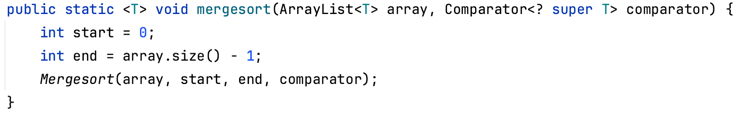 public static <T> void mergesort(ArrayList<T> array, Comparator<? super T> comparator) {
    int start = 0;
    int end = array.size() - 1;
    Mergesort(array, start, end, comparator);
}